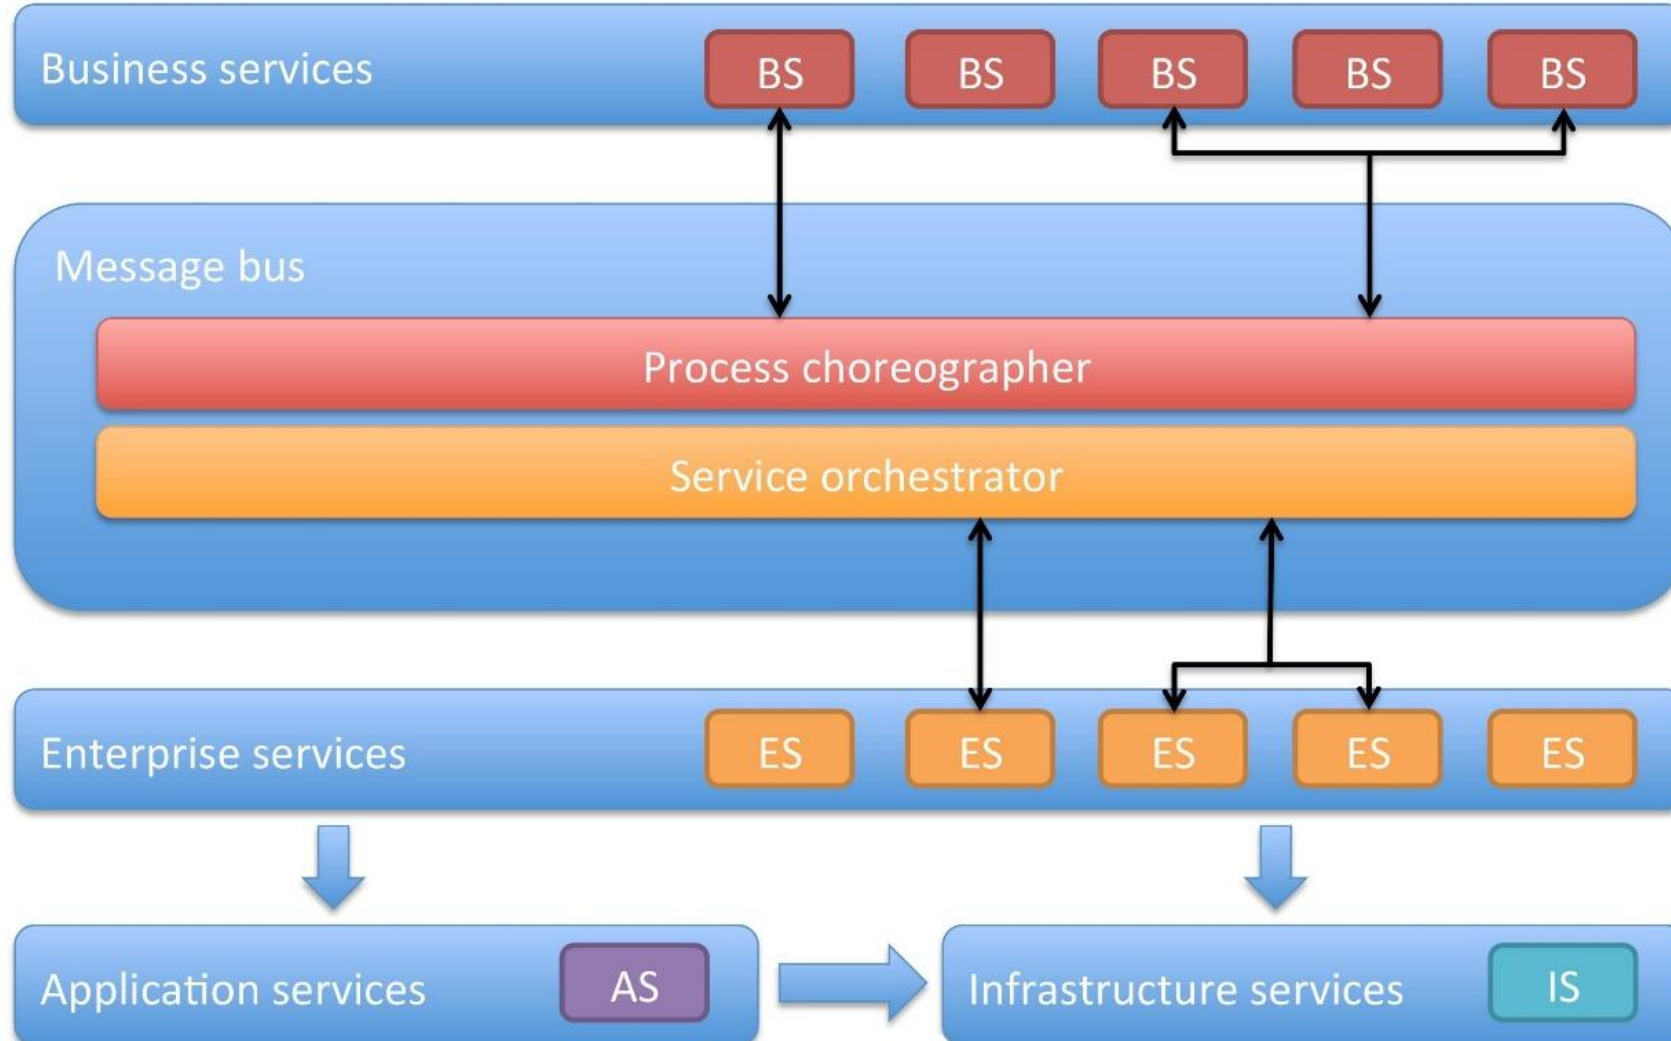 Business services BS BS BS BS BS
Message bus
Process choreographer
Service orchestrator
Enterprise services ES ES ES ES ES
Application services AS Infrastructure services IS